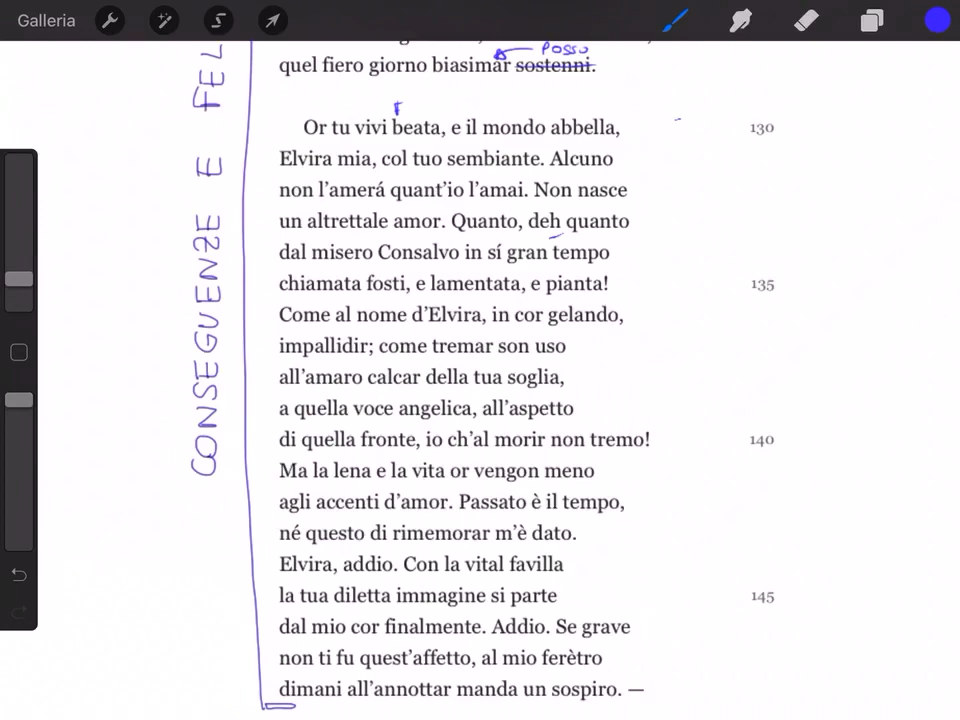 Galleria
posso
quel fiero giorno biasimar sostenni.
Or tu vivi beata, e il mondo abbella,
130
Elvira mia, col tuo sembiante. Alcuno
non l’amerá quant’io l’amai. Non nasce
un altrettale amor. Quanto, deh quanto
dal misero Consalvo in sí gran tempo
chiamata fosti, e lamentata, e pianta!
135
Come al nome d’Elvira, in cor gelando,
impallidir; come tremar son uso
all’amaro calcar della tua soglia,
a quella voce angelica, all’aspetto
di quella fronte, io ch’al morir non tremo!
140
Ma la lena e la vita or vengon meno
agli accenti d’amor. Passato è il tempo,
né questo di rimemorar m’è dato.
Elvira, addio. Con la vital favilla
la tua diletta immagine si parte
145
dal mio cor finalmente. Addio. Se grave
non ti fu quest’affetto, al mio ferètro
dimani all’annottar manda un sospiro. —
CONSEGUENZE E FEL